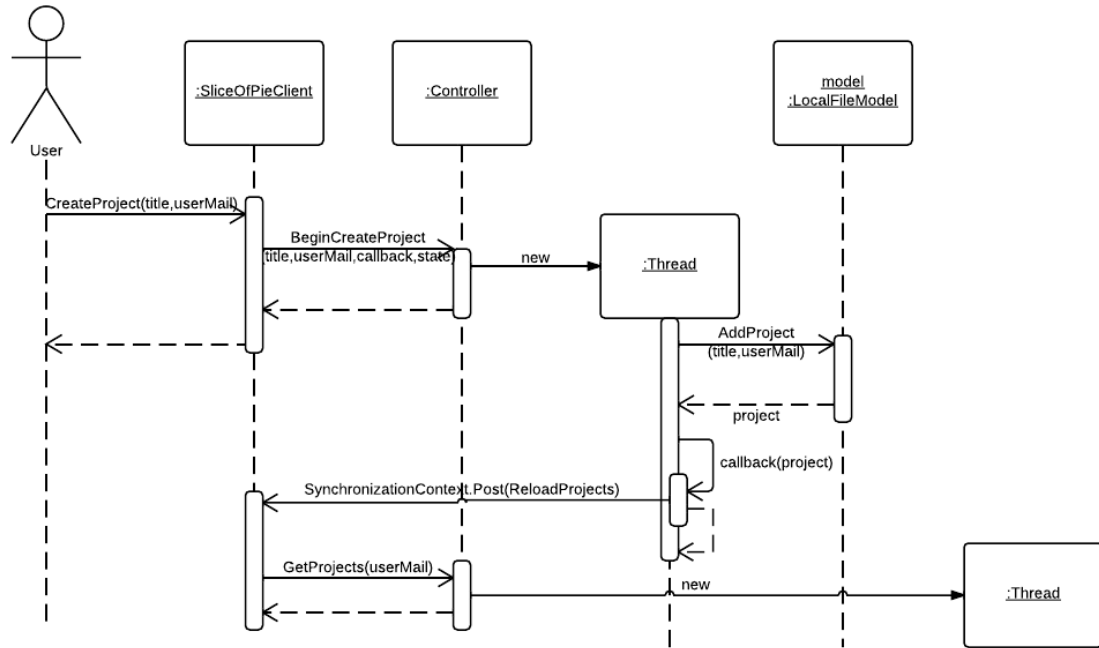 :SliceOfPieClient
:Controller
model
:LocalFileModel
User
CreateProject(title,userMail)
BeginCreateProject
(title,userMail,callback,state)
new
:Thread
AddProject
(title,userMail)
project
callback(project)
SynchronizationContext.Post(ReloadProjects)
GetProjects(userMail)
new
:Thread